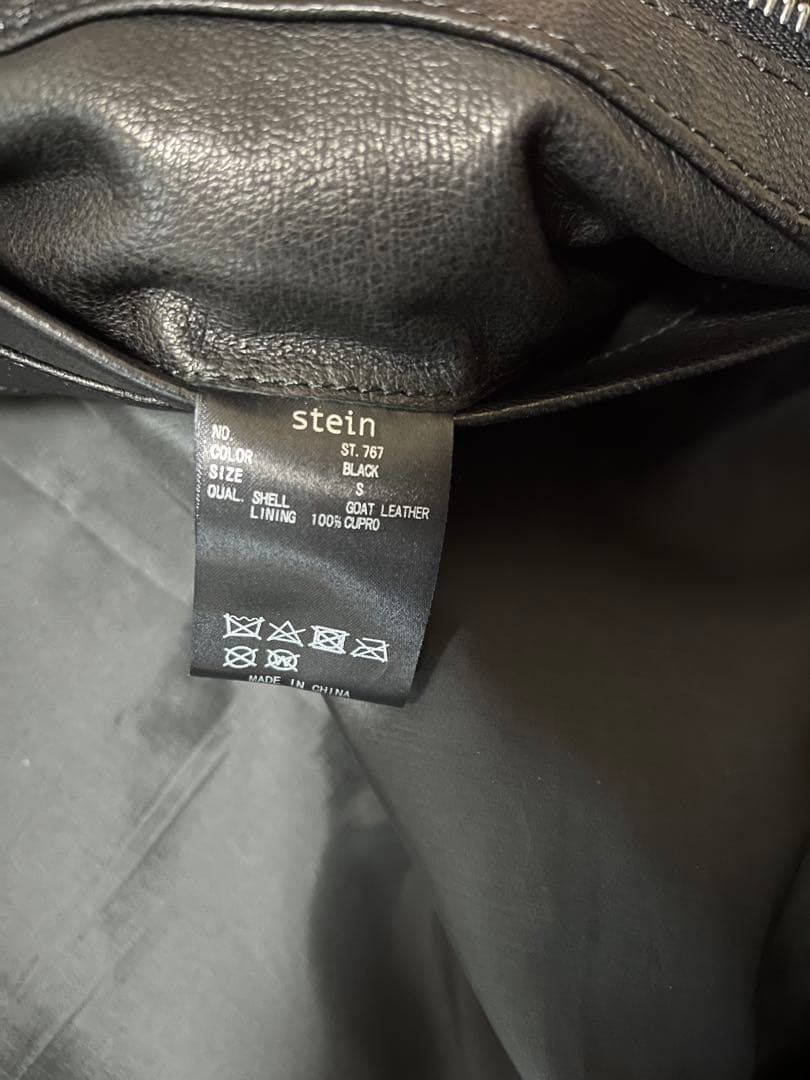 stein
NO. ST.767
COLOR BLACK
SIZE S
QUAL. SHELL GOAT LEATHER
LINING 100% CUPRO
MADE IN CHINA